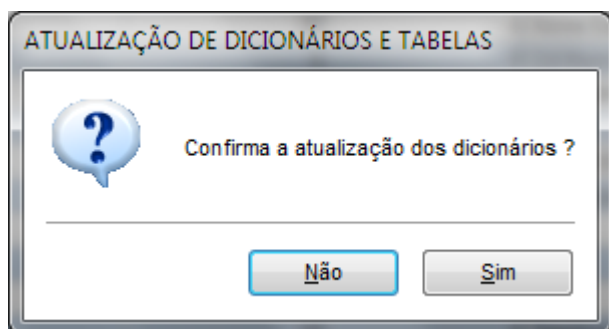 ATUALIZAÇÃO DE DICIONÁRIOS E TABELAS
Confirma a atualização dos dicionários ?
Não
Sim